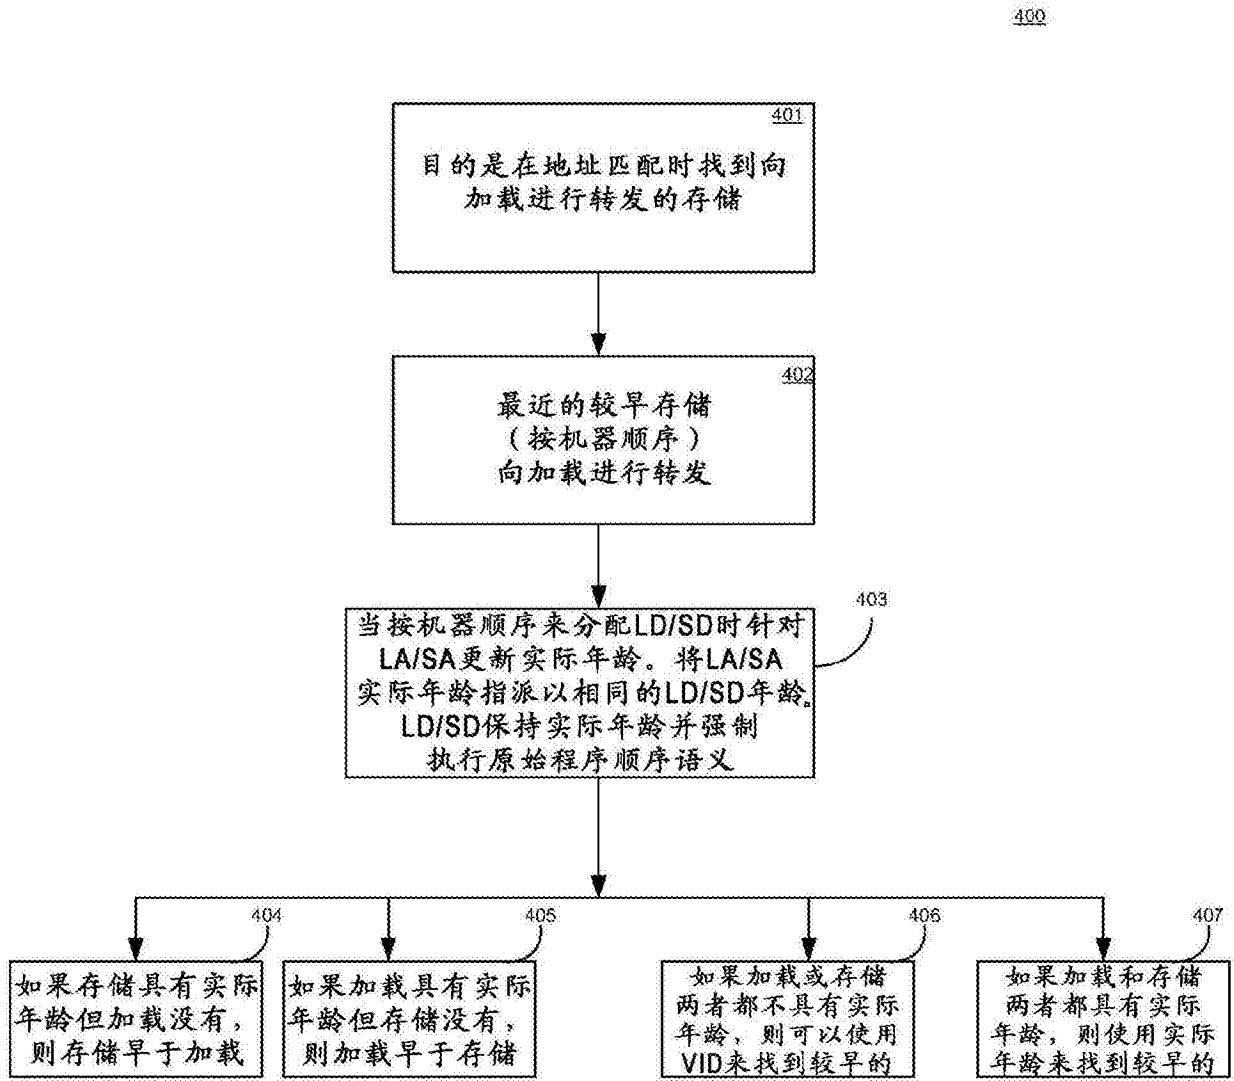 400
401
目的是在地址匹配时找到向
加载进行转发的存储
402
最近的较早存储
（按机器顺序）
向加载进行转发
403
当按机器顺序来分配LD/SD时针对
LA/SA更新实际年龄。将LA/SA
实际年龄指派以相同的LD/SD年龄。
LD/SD保持实际年龄并强制
执行原始程序顺序语义
404
如果存储具有实际
年龄但加载没有，
则存储早于加载
405
如果加载具有实际
年龄但存储没有，
则加载早于存储
406
如果加载或存储
两者都不具有实际
年龄，则可以使用
VID来找到较早的
407
如果加载和存储
两者都具有实际
年龄，则使用实际
年龄来找到较早的